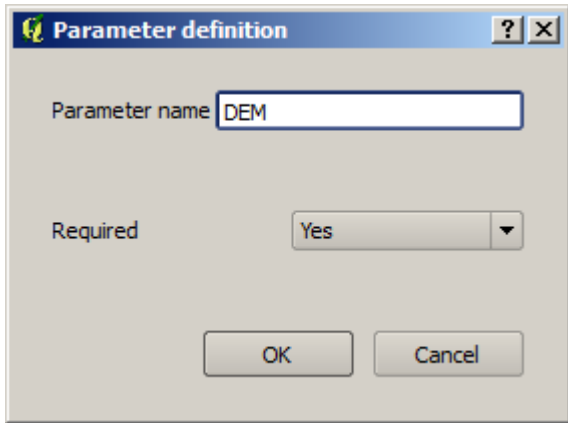 Parameter definition
Parameter name DEM
Required Yes
OK Cancel